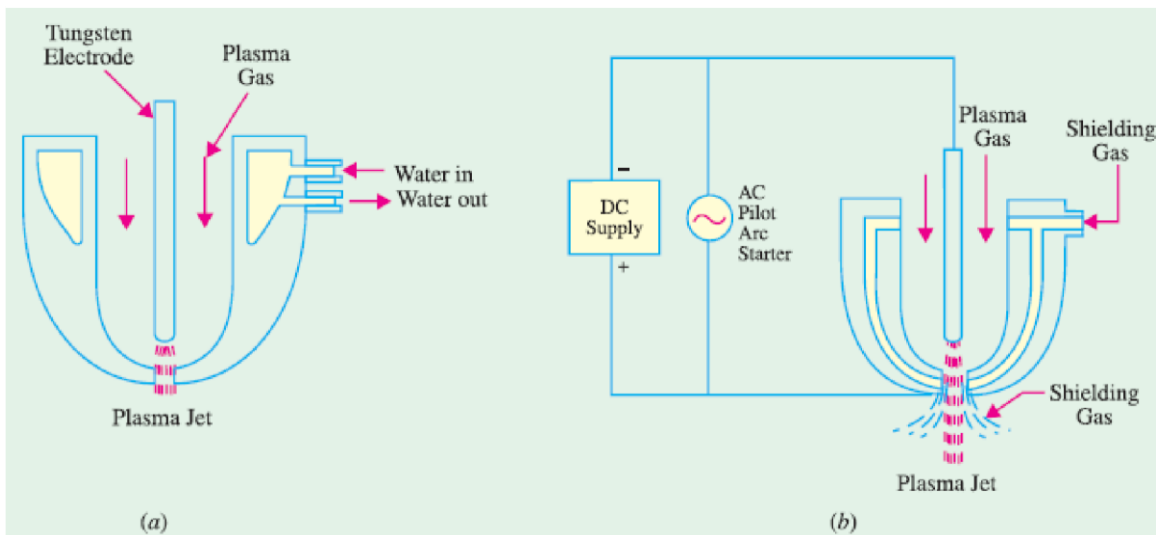 Tungsten
Electrode
Plasma
Gas
Water in
Water out
Plasma Jet
(a)
−
DC
Supply
+
AC
Pilot
Arc
Starter
Plasma
Gas
Shielding
Gas
Shielding
Gas
Plasma Jet
(b)